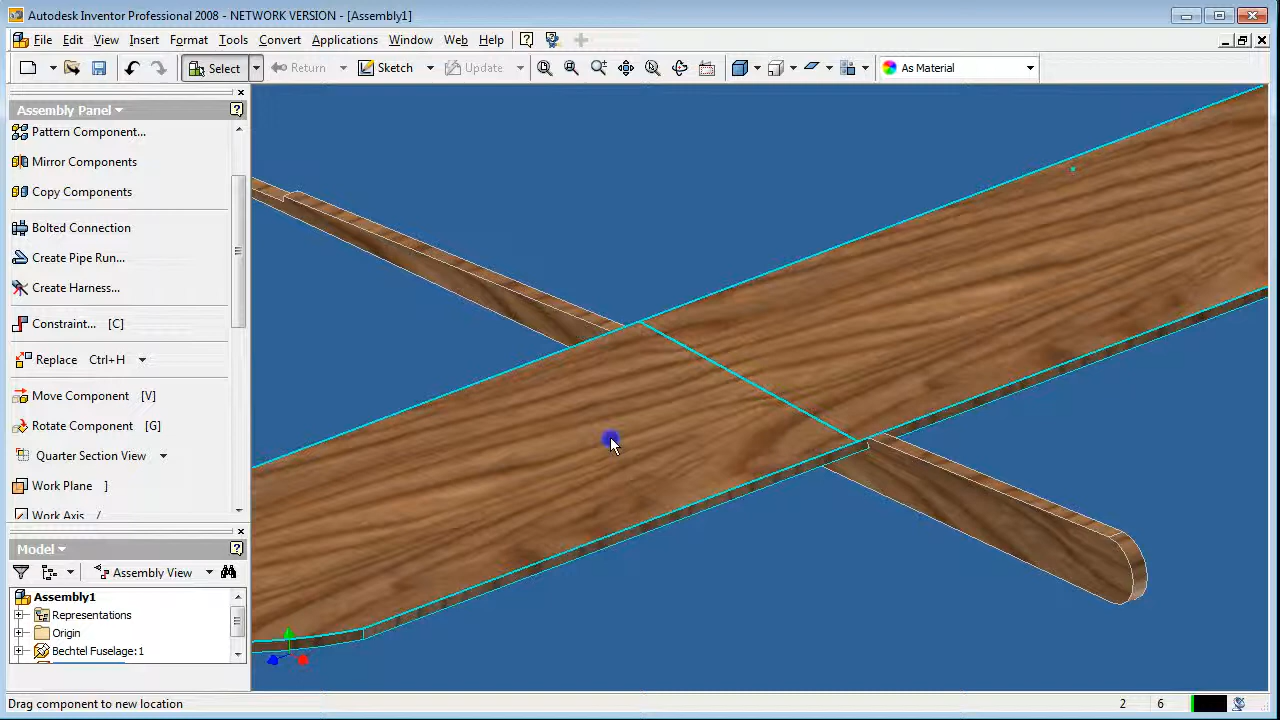 Autodesk Inventor Professional 2008 - NETWORK VERSION - [Assembly1]
File Edit View Insert Format Tools Convert Applications Window Web Help
Select Return Sketch Update As Material
Assembly Panel
Pattern Component...
Mirror Components
Copy Components
Bolted Connection
Create Pipe Run...
Create Harness...
Constraint... [C]
Replace Ctrl+H
Move Component [V]
Rotate Component [G]
Quarter Section View
Work Plane ]
Work Axis /
Model
Assembly View
Assembly1
Representations
Origin
Bechtel Fuselage:1
Drag component to new location 2 6